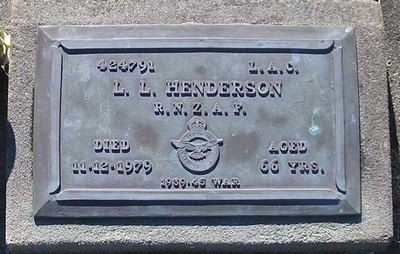 424791 L.A.C.
L. L. HENDERSON
R.N.Z.A.F.
DIED AGED
11·12·1979 66 YRS.
1939·45 WAR